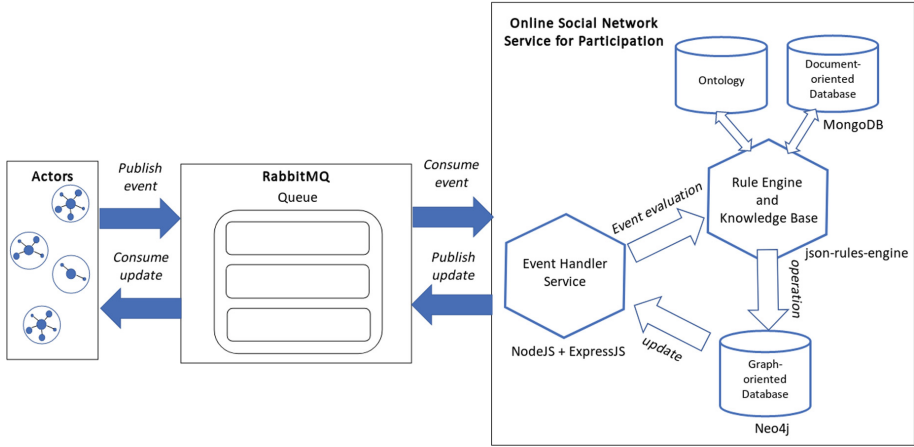 Online Social Network
Service for Participation
Ontology
Document-
oriented
Database
MongoDB
Actors
Publish
event
RabbitMQ
Queue
Consume
event
Consume
update
Publish
update
Event evaluation
Rule Engine
and
Knowledge Base
json-rules-engine
Event Handler
Service
NodeJS + ExpressJS
operation
update
Graph-
oriented
Database
Neo4j